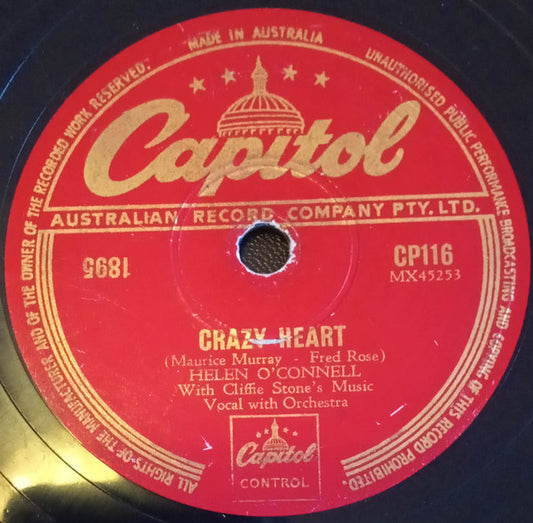 MADE IN AUSTRALIA
ALL RIGHTS-OF THE MANUFACTURER AND OF THE OWNER OF THE RECORDED WORK RESERVED.
UNAUTHORISED PUBLIC PERFORMANCE BROADCASTING AND COPYING OF THIS RECORD PROHIBITED.
Capitol
AUSTRALIAN RECORD COMPANY PTY. LTD.
1895
CP116
MX45253
CRAZY HEART
(Maurice Murray - Fred Rose)
HELEN O'CONNELL
With Cliffie Stone's Music
Vocal with Orchestra
Capitol
CONTROL